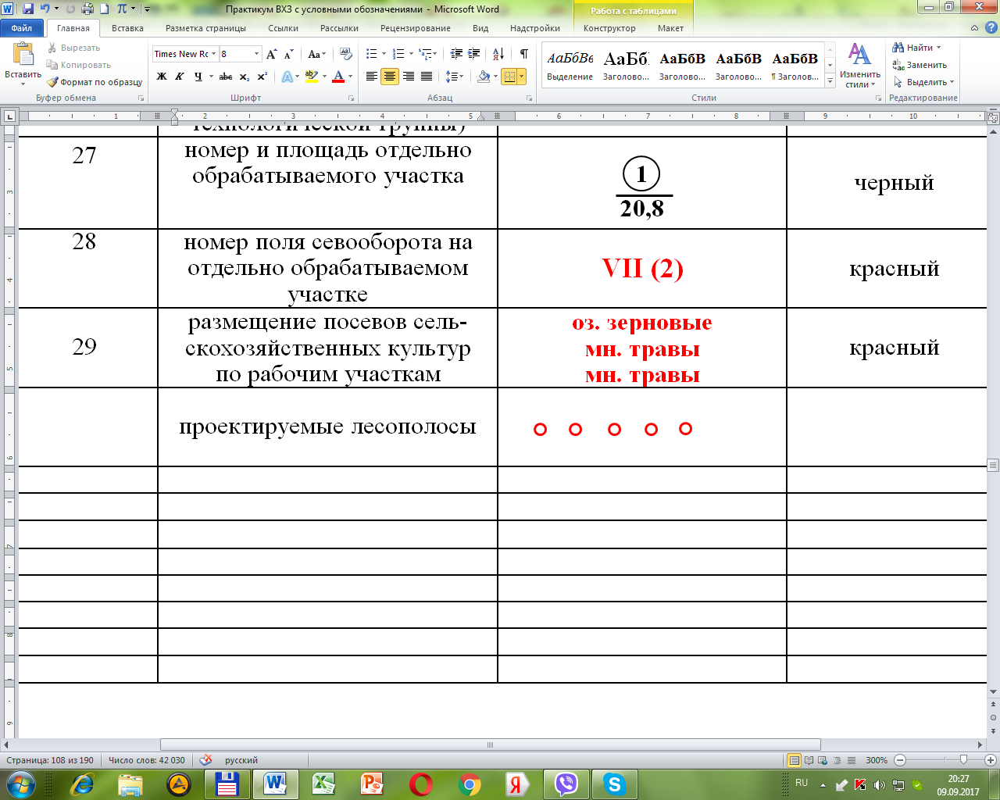 Практикум ВХЗ с условными обозначениями - Microsoft Word
Работа с таблицами
Файл Главная Вставка Разметка страницы Ссылки Рассылки Рецензирование Вид Надстройки Конструктор Макет
Вставить
Вырезать
Копировать
Формат по образцу
Буфер обмена
Times New Rc 8
Ж К Ч abc x₂ x²
Шрифт
Абзац
АаБбВв АаБб. АаБбВ АаБбВ АаБбВ
Выделение Заголово... Заголово... Заголово... ¶ Заголов...
Стили
Изменить стили
Найти
Заменить
Выделить
Редактирование
1 2 3 4 5 6 7 8 9 10
технологической группы)
27 номер и площадь отдельно
обрабатываемого участка
1
20,8
черный
28 номер поля севооборота на
отдельно обрабатываемом
участке
VII (2)
красный
29
размещение посевов сель-
скохозяйственных культур
по рабочим участкам
оз. зерновые
мн. травы
мн. травы
красный
проектируемые лесополосы
Страница: 108 из 190 Число слов: 42 030 русский 300%
RU 20:27
09.09.2017